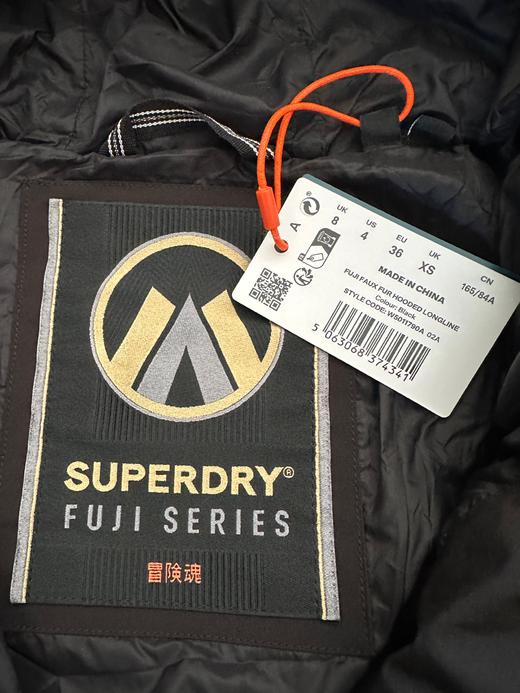 SUPERDRY®
FUJI SERIES
冒険魂
A
UK
8
US
4
EU
36
UK
XS
CN
165/84A
MADE IN CHINA
FUJI FAUX FUR HOODED LONGLINE
Colour: Black
STYLE CODE: W5011790A 02A
5 063068 374341